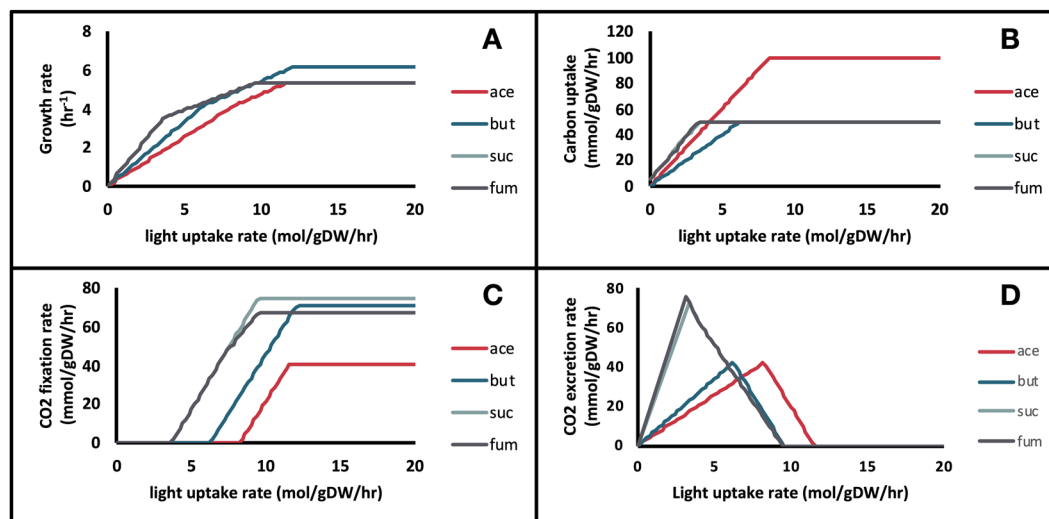 A
Growth rate
(hr-1)
8
6
4
2
0
0 5 10 15 20
light uptake rate (mol/gDW/hr)
ace
but
suc
fum
B
Carbon uptake
(mmol/gDW/hr)
120
100
80
60
40
20
0
0 5 10 15 20
light uptake rate (mol/gDW/hr)
ace
but
suc
fum
C
CO2 fixation rate
(mmol/gDW/hr)
80
60
40
20
0
0 5 10 15 20
light uptake rate (mol/gDW/hr)
ace
but
suc
fum
D
CO2 excretion rate
(mmol/gDW/hr)
80
60
40
20
0
0 5 10 15 20
Light uptake rate (mol/gDW/hr)
ace
but
suc
fum